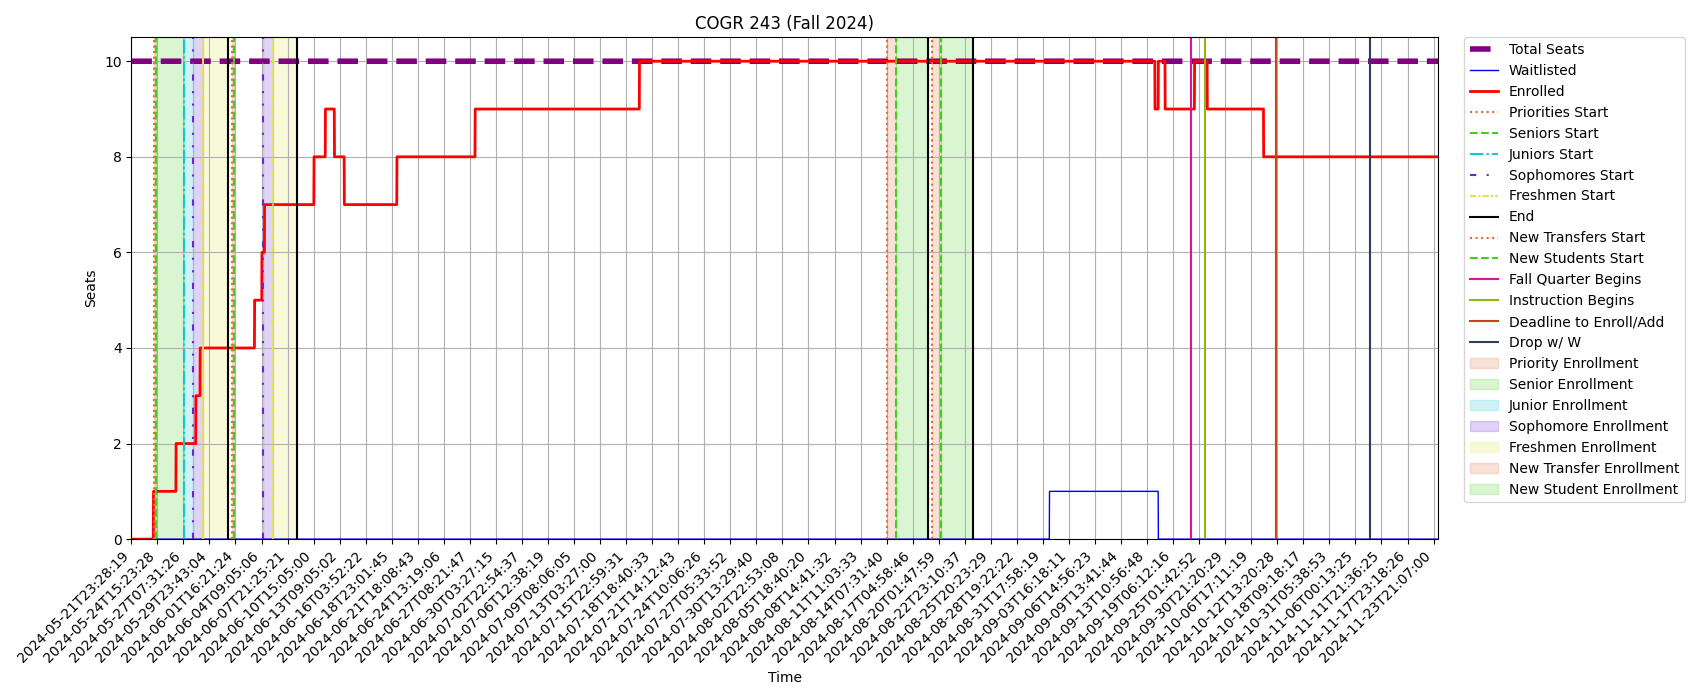 COGR 243 (Fall 2024)
10
8
6
4
2
0
Seats
2024-05-21T23:28:19
2024-05-24T15:23:28
2024-05-27T07:31:26
2024-05-29T23:43:04
2024-06-01T16:21:24
2024-06-04T09:05:06
2024-06-07T21:25:21
2024-06-10T15:05:00
2024-06-13T09:05:02
2024-06-16T03:52:22
2024-06-18T23:01:45
2024-06-21T18:08:43
2024-06-24T13:19:06
2024-06-27T08:21:47
2024-06-30T03:27:15
2024-07-02T22:54:37
2024-07-06T12:38:19
2024-07-09T08:06:05
2024-07-13T03:27:00
2024-07-15T22:59:31
2024-07-18T18:40:33
2024-07-21T14:12:43
2024-07-24T10:06:26
2024-07-27T05:33:52
2024-07-30T13:29:40
2024-08-02T22:53:08
2024-08-05T18:40:20
2024-08-08T14:41:32
2024-08-11T11:03:33
2024-08-14T07:31:40
2024-08-17T04:58:46
2024-08-20T01:47:59
2024-08-22T23:10:37
2024-08-25T20:23:29
2024-08-28T19:22:22
2024-08-31T17:58:19
2024-09-03T16:18:11
2024-09-06T14:56:23
2024-09-09T13:41:44
2024-09-13T10:56:48
2024-09-19T06:12:16
2024-09-25T01:42:52
2024-09-30T21:20:29
2024-10-06T17:11:19
2024-10-12T13:20:28
2024-10-18T09:18:17
2024-10-31T05:38:53
2024-11-06T00:13:25
2024-11-11T21:36:25
2024-11-17T23:18:26
2024-11-23T21:07:00
Time
Total Seats
Waitlisted
Enrolled
Priorities Start
Seniors Start
Juniors Start
Sophomores Start
Freshmen Start
End
New Transfers Start
New Students Start
Fall Quarter Begins
Instruction Begins
Deadline to Enroll/Add
Drop w/ W
Priority Enrollment
Senior Enrollment
Junior Enrollment
Sophomore Enrollment
Freshmen Enrollment
New Transfer Enrollment
New Student Enrollment